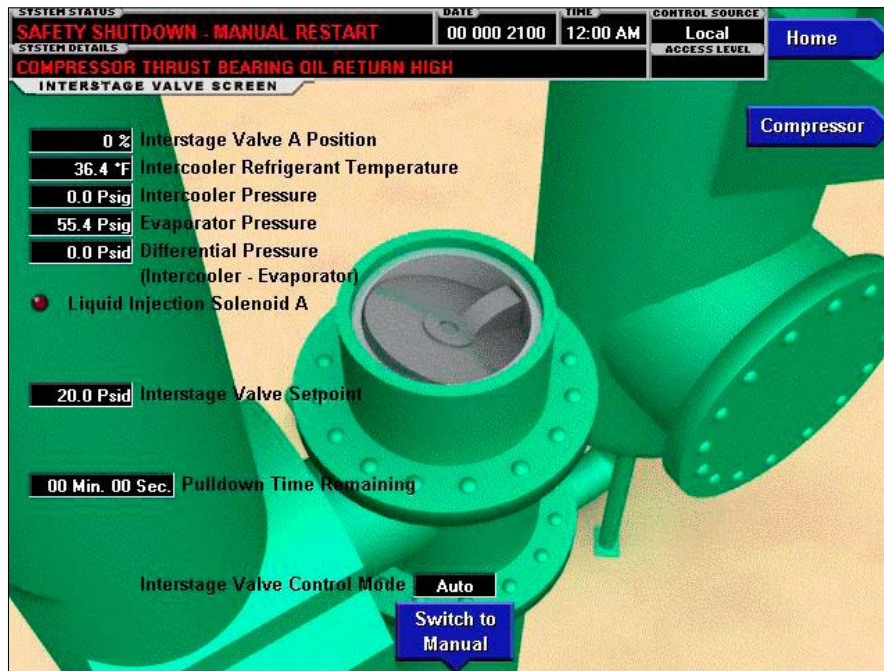 SYSTEM STATUS
SAFETY SHUTDOWN - MANUAL RESTART
DATE
00 000 2100
TIME
12:00 AM
CONTROL SOURCE
Local
ACCESS LEVEL
Home
SYSTEM DETAILS
COMPRESSOR THRUST BEARING OIL RETURN HIGH
INTERSTAGE VALVE SCREEN
Compressor
0 % Interstage Valve A Position
36.4 °F Intercooler Refrigerant Temperature
0.0 Psig Intercooler Pressure
55.4 Psig Evaporator Pressure
0.0 Psid Differential Pressure
(Intercooler - Evaporator)
Liquid Injection Solenoid A
20.0 Psid Interstage Valve Setpoint
00 Min. 00 Sec. Pulldown Time Remaining
Interstage Valve Control Mode Auto
Switch to
Manual